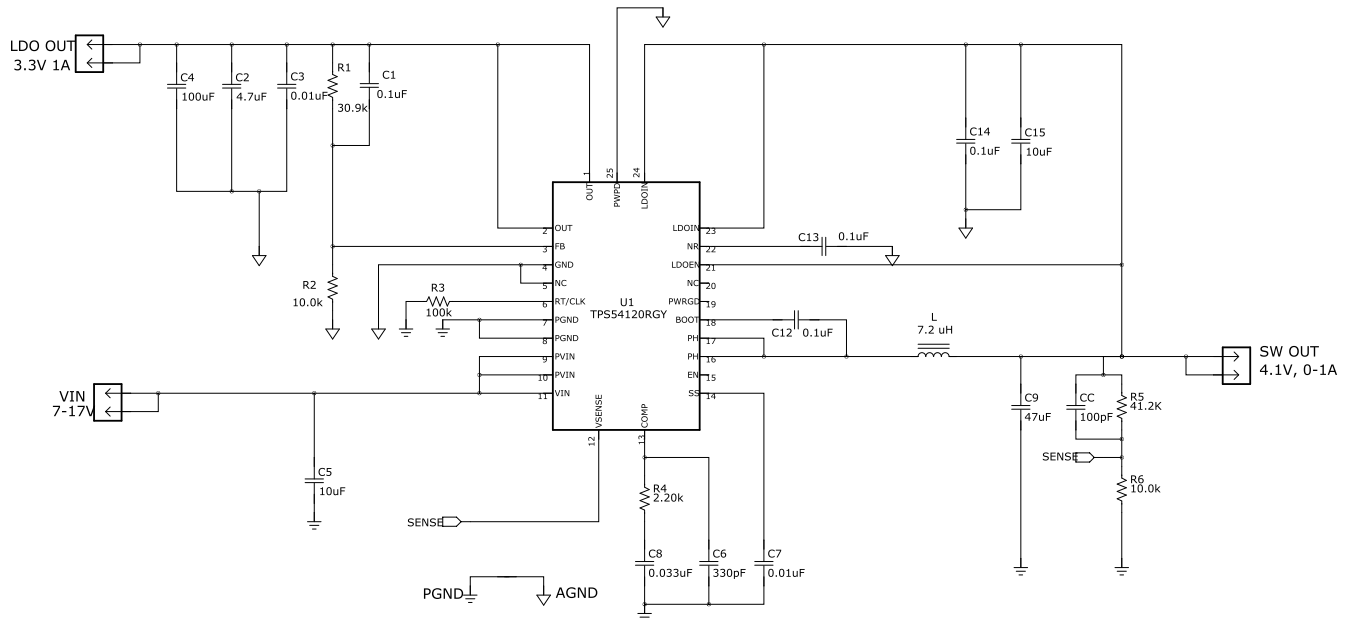 LDO OUT
3.3V 1A
C4
100uF
C2
4.7uF
C3
0.01uF
R1
30.9k
C1
0.1uF
R2
10.0k
R3
100k
VIN
7-17V
C5
10uF
SENSE
PGND
AGND
1
OUT
25
PWPD
24
LDOIN
2
OUT
3
FB
4
GND
5
NC
6
RT/CLK
7
PGND
8
PGND
9
PVIN
10
PVIN
11
VIN
U1
TPS54120RGY
LDOIN
23
NR
22
LDOEN
21
NC
20
PWRGD
19
BOOT
18
PH
17
PH
16
EN
15
SS
14
VSENSE
12
COMP
13
R4
2.20k
C8
0.033uF
C6
330pF
C7
0.01uF
C13
0.1uF
C12
0.1uF
C14
0.1uF
C15
10uF
L
7.2 uH
C9
47uF
CC
100pF
R5
41.2K
SENSE
R6
10.0k
SW OUT
4.1V, 0-1A